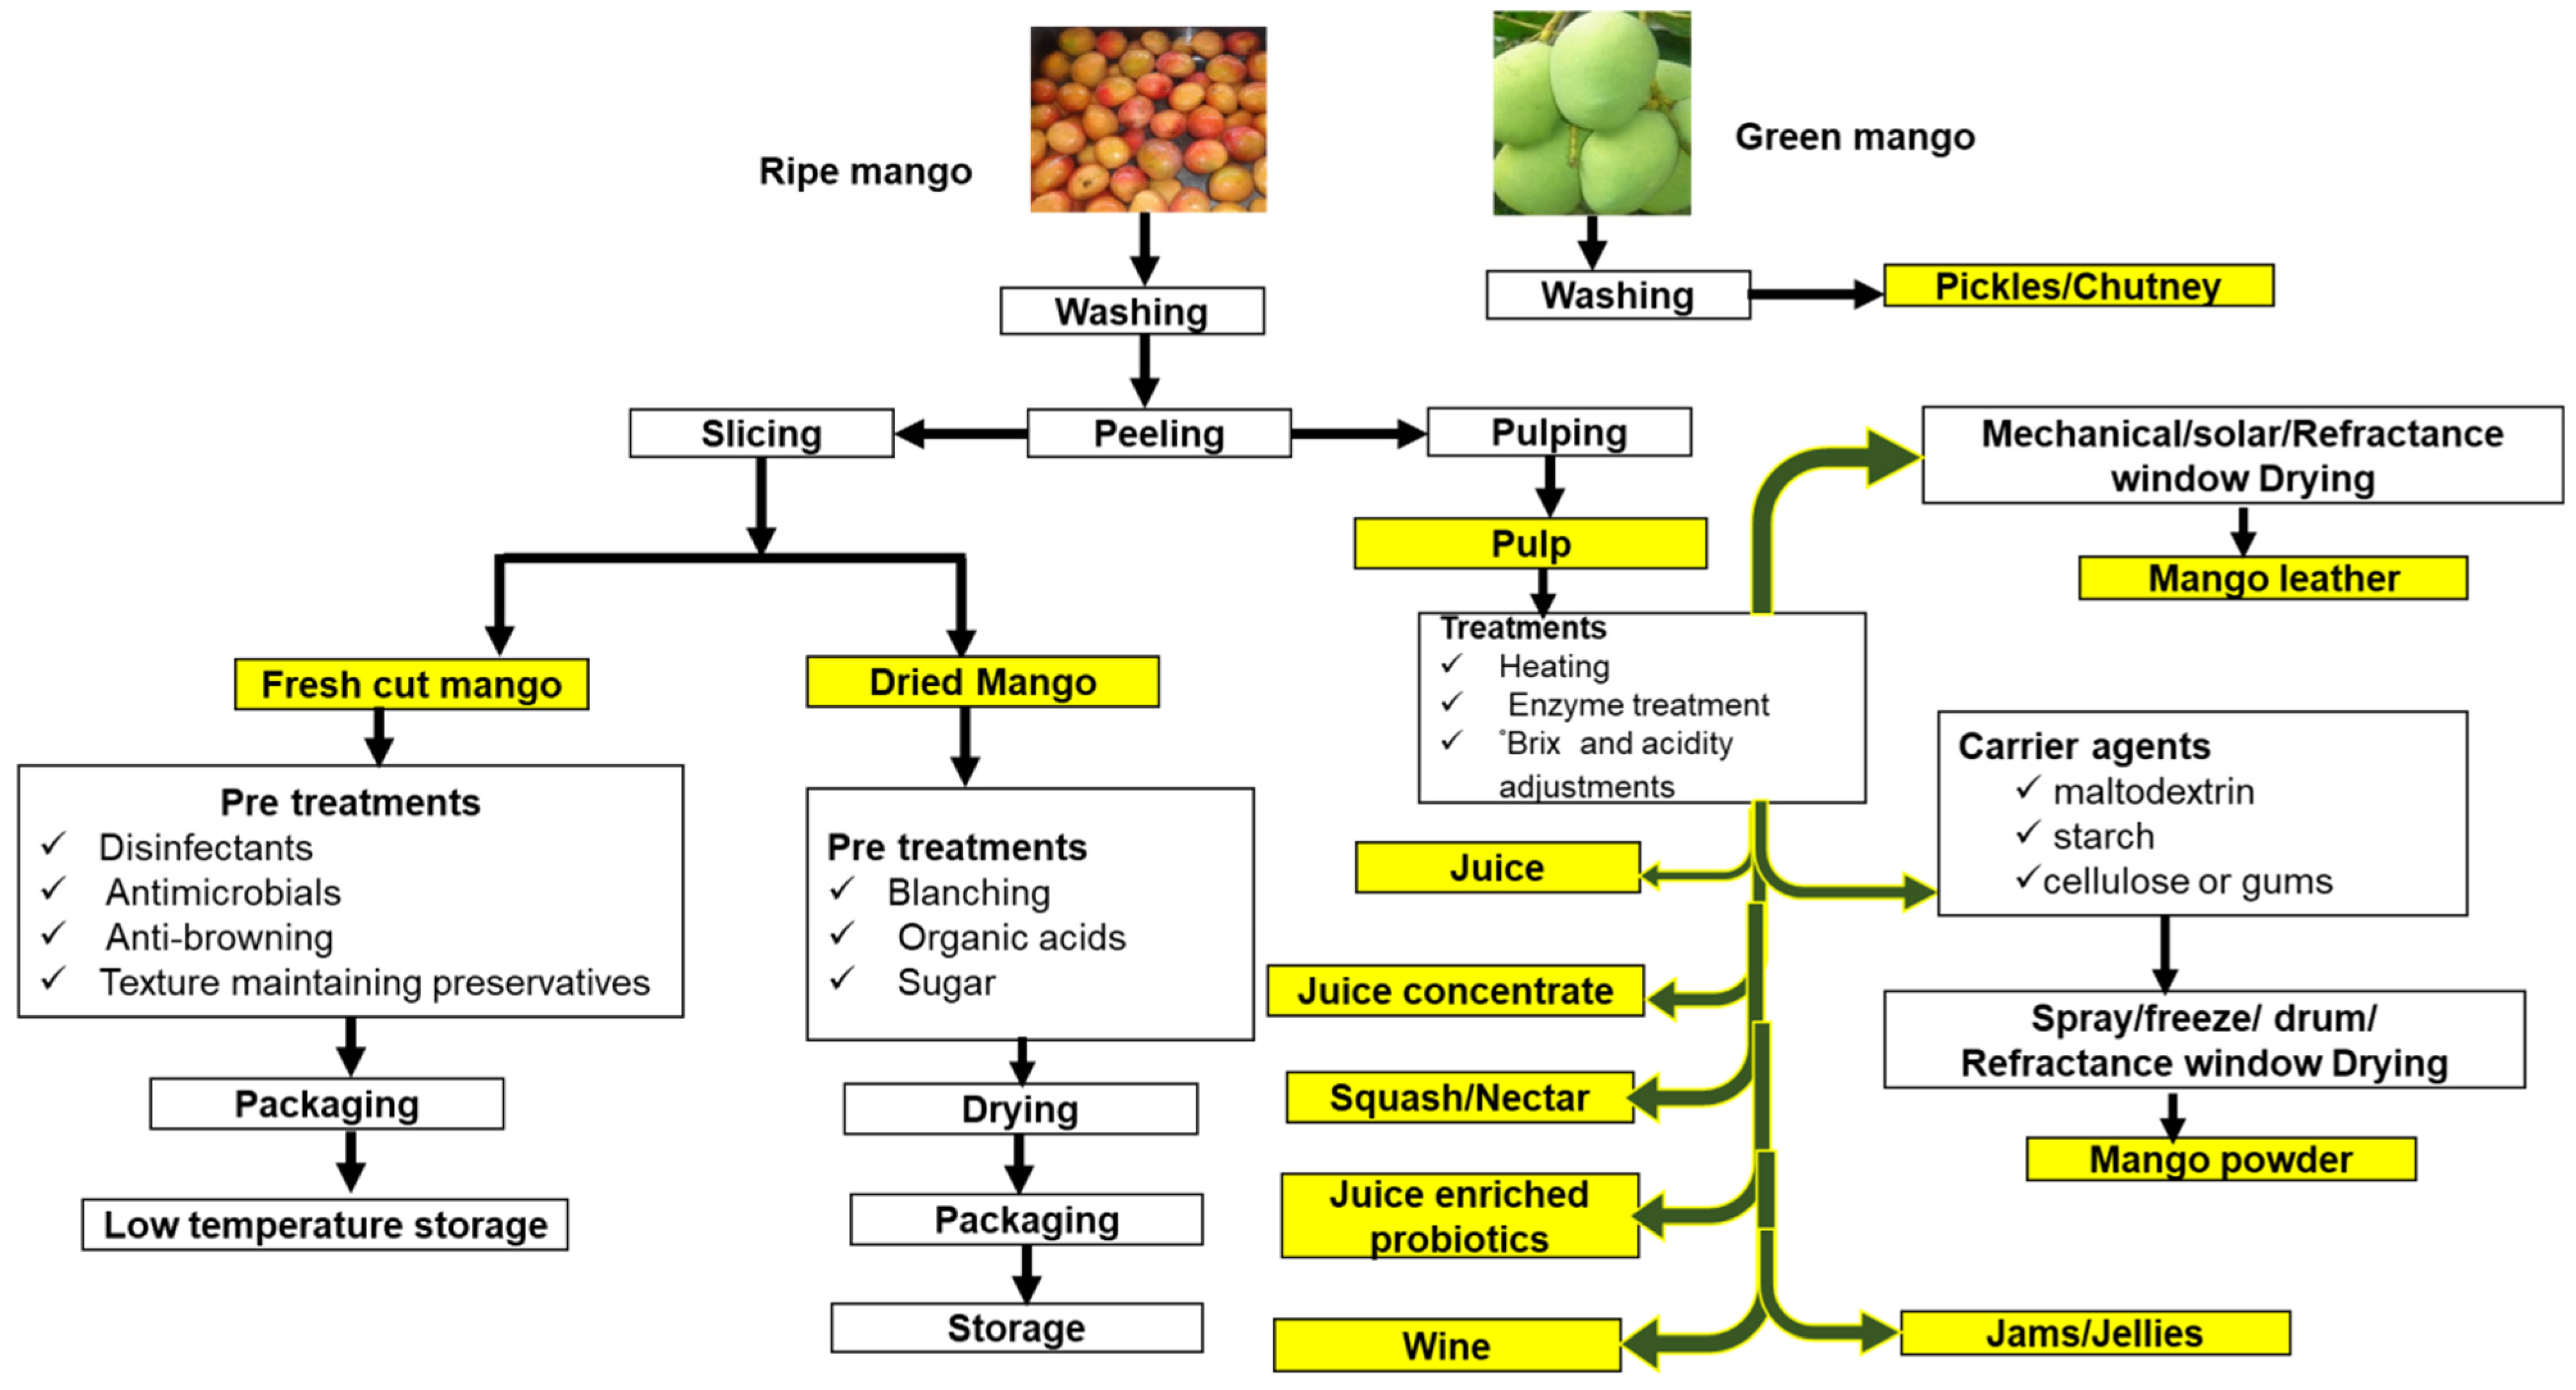 Ripe mango
Green mango
Washing
Washing
Pickles/Chutney
Slicing
Peeling
Pulping
Mechanical/solar/Refractance
window Drying
Mango leather
Pulp
Treatments
✓ Heating
✓ Enzyme treatment
✓ °Brix and acidity
adjustments
Fresh cut mango
Dried Mango
Pre treatments
✓ Disinfectants
✓ Antimicrobials
✓ Anti-browning
✓ Texture maintaining preservatives
Packaging
Low temperature storage
Pre treatments
✓ Blanching
✓ Organic acids
✓ Sugar
Drying
Packaging
Storage
Juice
Juice concentrate
Squash/Nectar
Juice enriched
probiotics
Wine
Carrier agents
✓ maltodextrin
✓ starch
✓cellulose or gums
Spray/freeze/ drum/
Refractance window Drying
Mango powder
Jams/Jellies